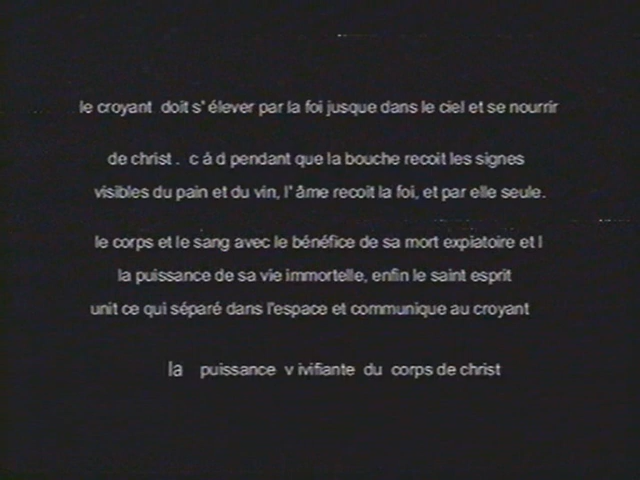 le croyant doit s' élever par la foi jusque dans le ciel et se nourrir
de christ . c á d pendant que la bouche recoit les signes
visibles du pain et du vin, l' âme recoit la foi, et par elle seule.
le corps et le sang avec le bénéfice de sa mort expiatoire et l
la puissance de sa vie immortelle, enfin le saint esprit
unit ce qui séparé dans l'espace et communique au croyant
la puissance v ivifiante du corps de christ